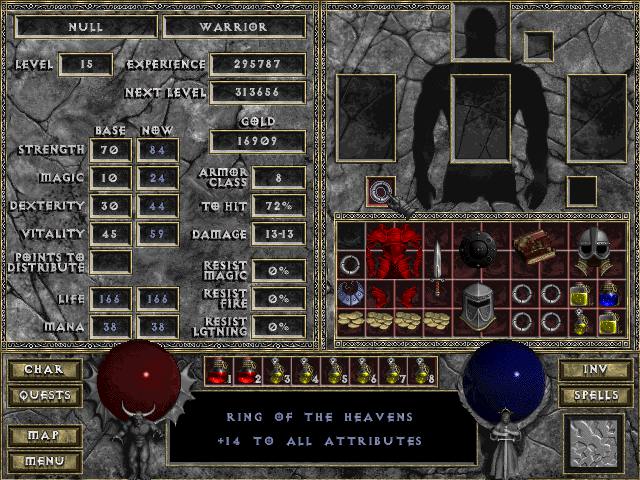 NULL WARRIOR
LEVEL 15 EXPERIENCE 295787
NEXT LEVEL 313656
BASE NOW GOLD
16909
STRENGTH 70 84
MAGIC 10 24 ARMOR CLASS 8
DEXTERITY 30 44 TO HIT 72%
VITALITY 45 59 DAMAGE 13-13
POINTS TO DISTRIBUTE
RESIST MAGIC 0%
LIFE 166 166 RESIST FIRE 0%
MANA 38 38 RESIST LGTNING 0%
CHAR INV
QUESTS SPELLS
MAP
MENU
1 2 3 4 5 6 7 8
RING OF THE HEAVENS
+14 TO ALL ATTRIBUTES